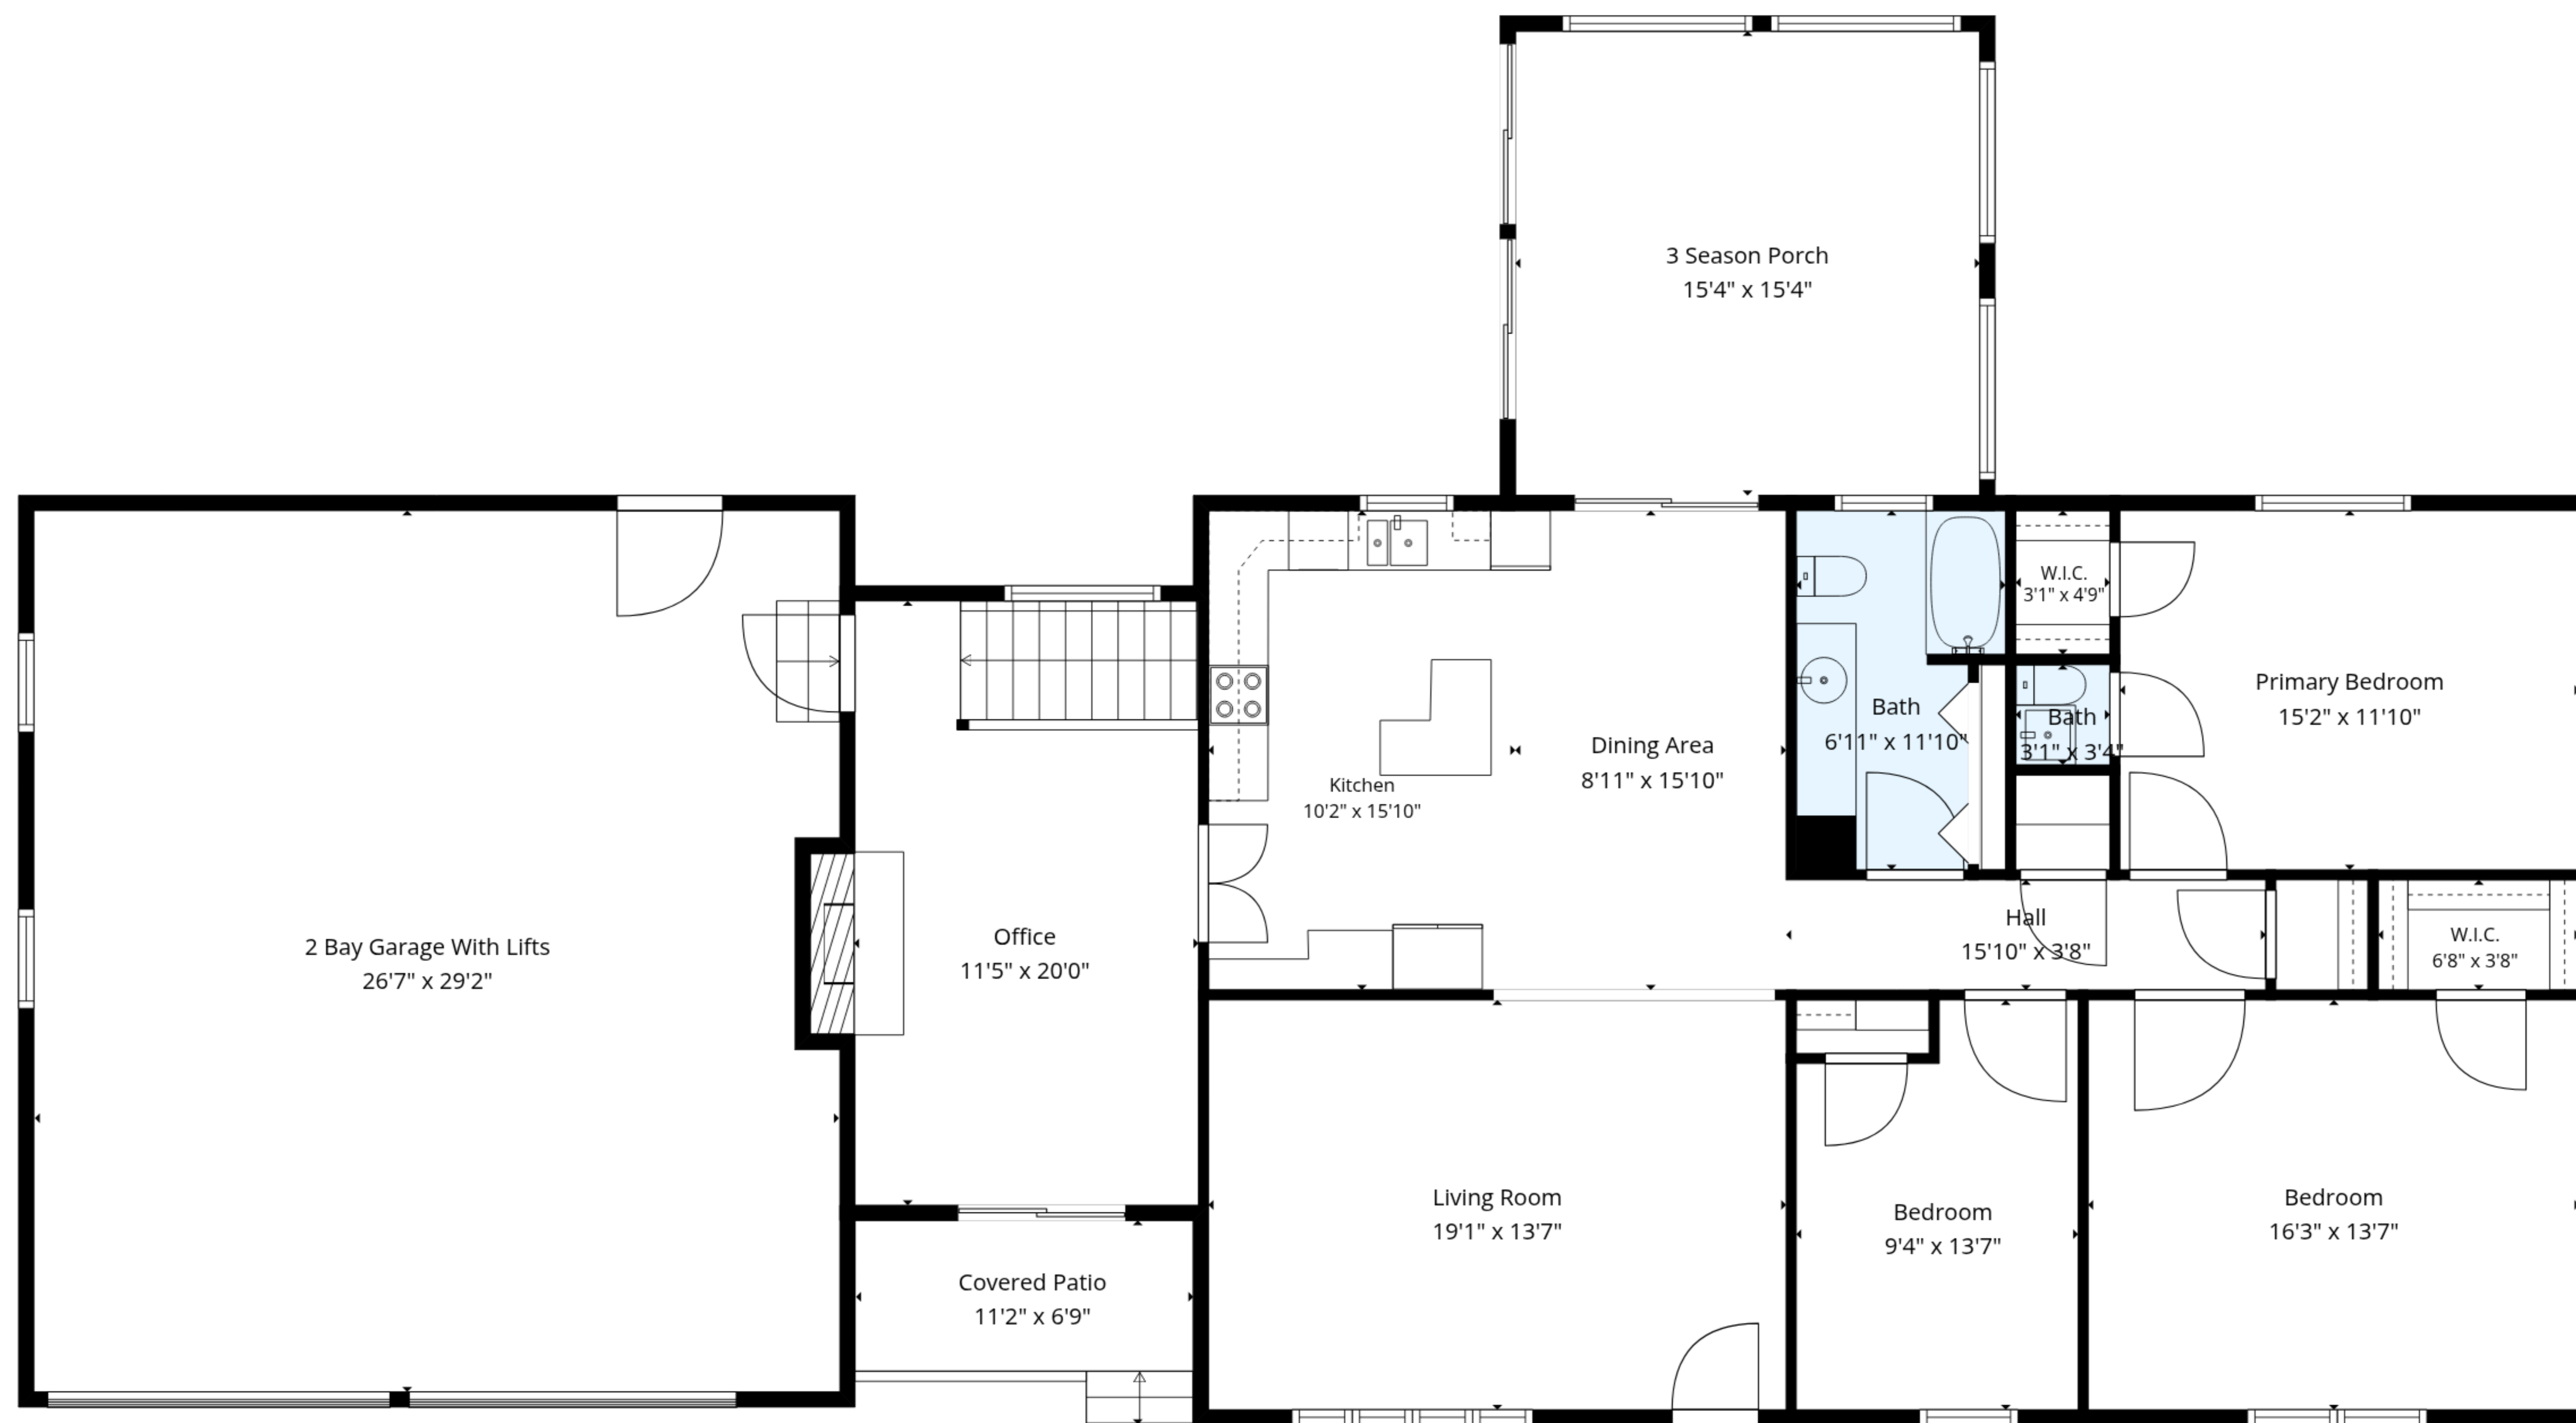 3 Season Porch
15'4" x 15'4"
W.I.C.
3'1" x 4'9"
Primary Bedroom
15'2" x 11'10"
Bath
6'11" x 11'10"
Bath
3'1" x 3'4"
Dining Area
8'11" x 15'10"
Kitchen
10'2" x 15'10"
2 Bay Garage With Lifts
26'7" x 29'2"
Office
11'5" x 20'0"
Hall
15'10" x 3'8"
W.I.C.
6'8" x 3'8"
Living Room
19'1" x 13'7"
Bedroom
9'4" x 13'7"
Bedroom
16'3" x 13'7"
Covered Patio
11'2" x 6'9"